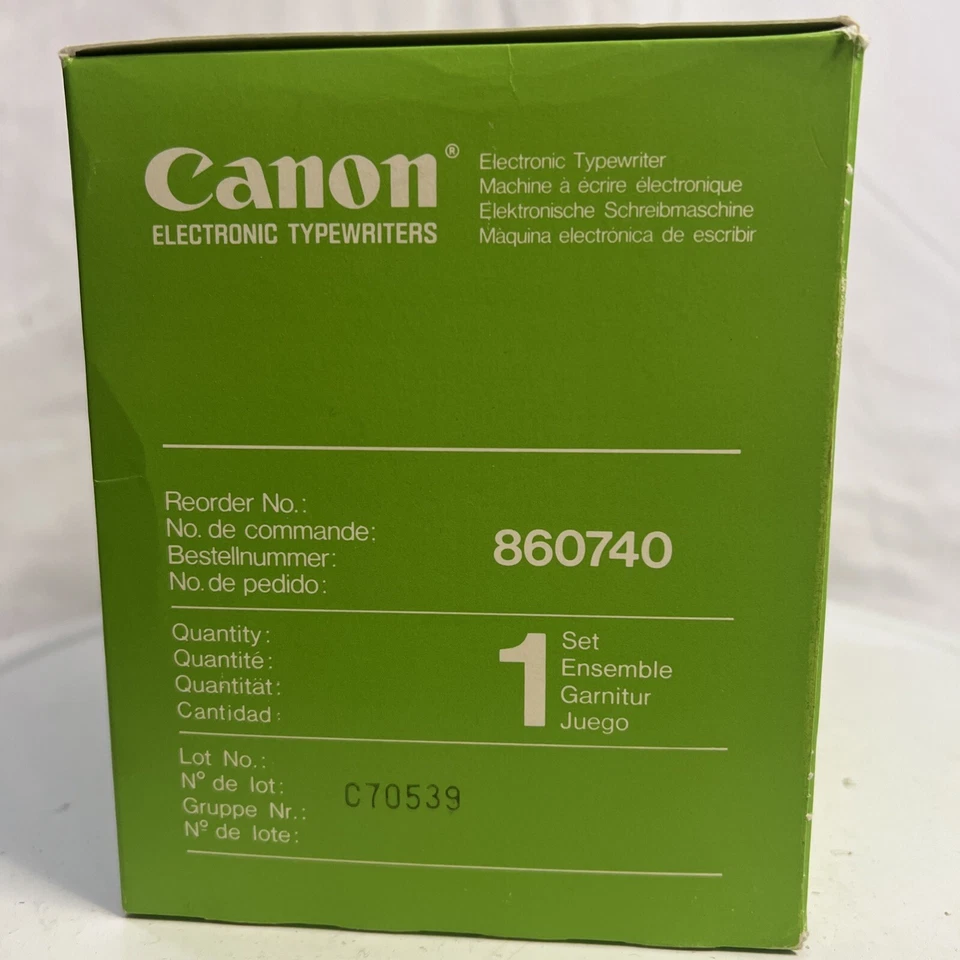 Canon®
ELECTRONIC TYPEWRITERS
Electronic Typewriter
Machine à écrire électronique
Elektronische Schreibmaschine
Máquina electrónica de escribir
Reorder No.:
No. de commande:
Bestellnummer:
No. de pedido:
860740
Quantity:
Quantité:
Quantität:
Cantidad:
1
Set
Ensemble
Garnitur
Juego
Lot No.:
Nº de lot:
Gruppe Nr.:
Nº de lote:
C70539